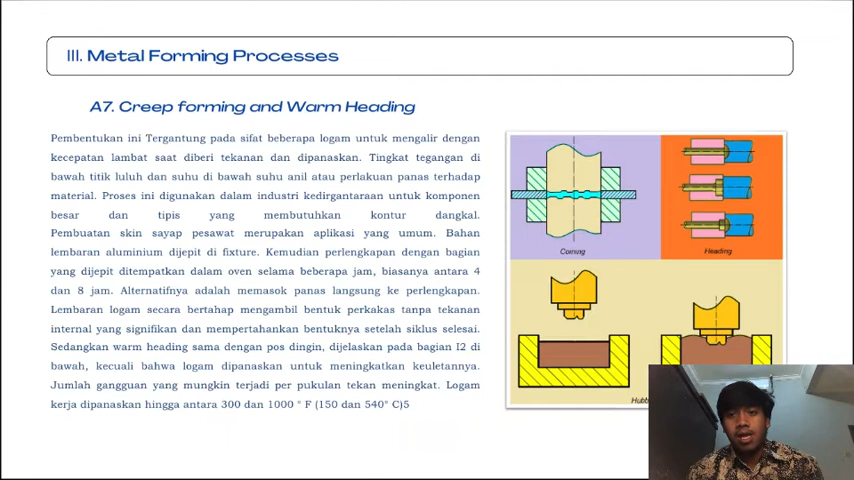 III. Metal Forming Processes
A7. Creep forming and Warm Heading
Pembentukan ini Tergantung pada sifat beberapa logam untuk mengalir dengan
kecepatan lambat saat diberi tekanan dan dipanaskan. Tingkat tegangan di
bawah titik luluh dan suhu di bawah suhu anil atau perlakuan panas terhadap
material. Proses ini digunakan dalam industri kedirgantaraan untuk komponen
besar dan tipis yang membutuhkan kontur dangkal.
Pembuatan skin sayap pesawat merupakan aplikasi yang umum. Bahan
lembaran aluminium dijepit di fixture. Kemudian perlengkapan dengan bagian
yang dijepit ditempatkan dalam oven selama beberapa jam, biasanya antara 4
dan 8 jam. Alternatifnya adalah memasok panas langsung ke perlengkapan.
Lembaran logam secara bertahap mengambil bentuk perkakas tanpa tekanan
internal yang signifikan dan mempertahankan bentuknya setelah siklus selesai.
Sedangkan warm heading sama dengan pos dingin, dijelaskan pada bagian I2 di
bawah, kecuali bahwa logam dipanaskan untuk meningkatkan keuletannya.
Jumlah gangguan yang mungkin terjadi per pukulan tekan meningkat. Logam
kerja dipanaskan hingga antara 300 dan 1000 ° F (150 dan 540° C)5
Coining
Heading